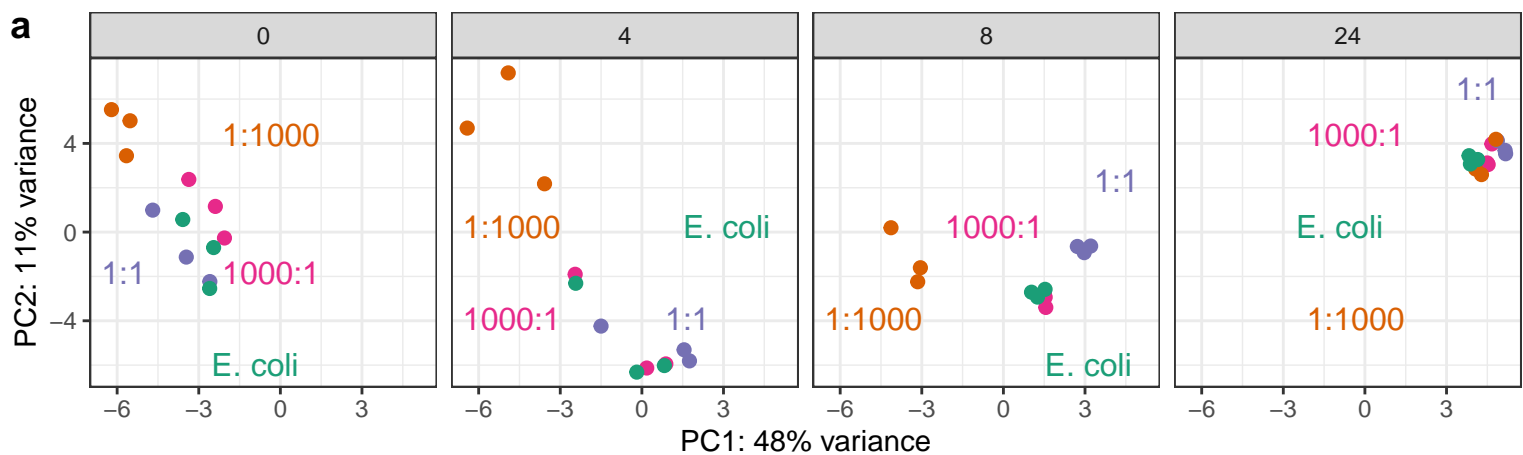 a
0 4 8 24
PC2: 11% variance
4
0
−4
1:1000
1:1
1000:1
E. coli
1:1000
E. coli
1000:1
1:1
1:1
1000:1
1:1000
E. coli
1:1
1000:1
E. coli
1:1000
−6 −3 0 3 −6 −3 0 3 −6 −3 0 3 −6 −3 0 3
PC1: 48% variance